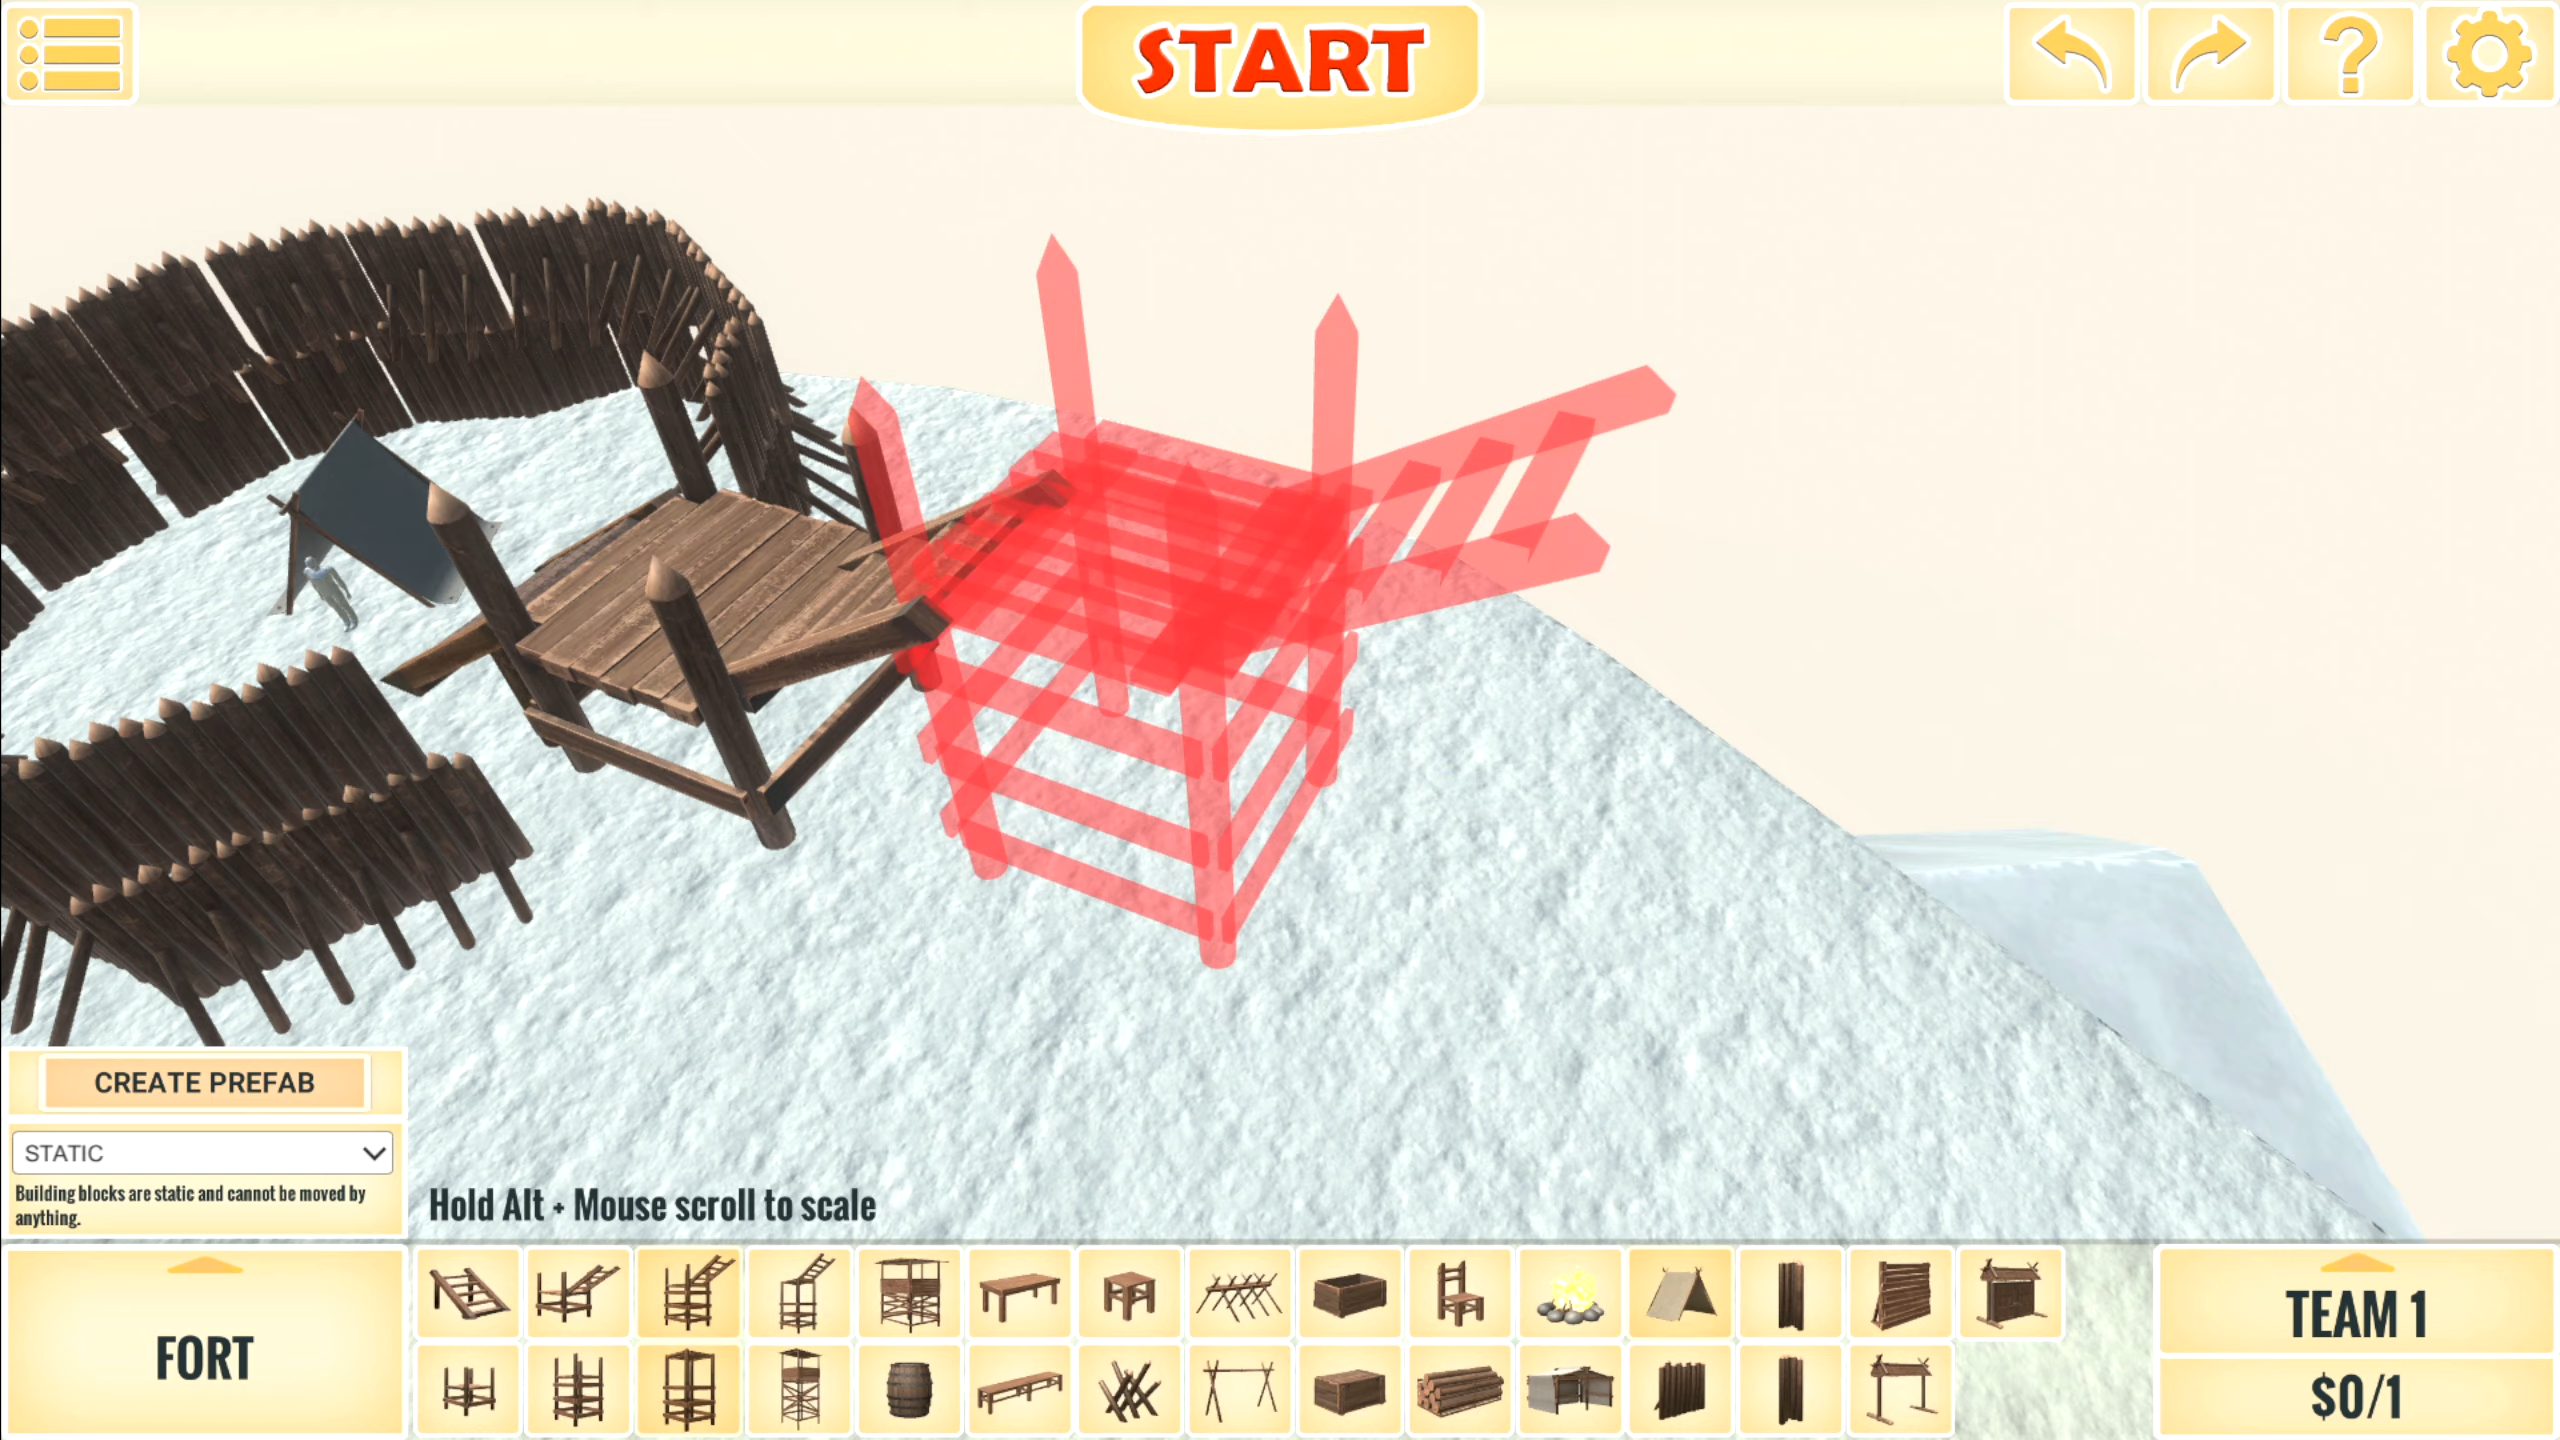 START
CREATE PREFAB
STATIC
Building blocks are static and cannot be moved by
anything.
Hold Alt + Mouse scroll to scale
FORT
TEAM 1
$0/1